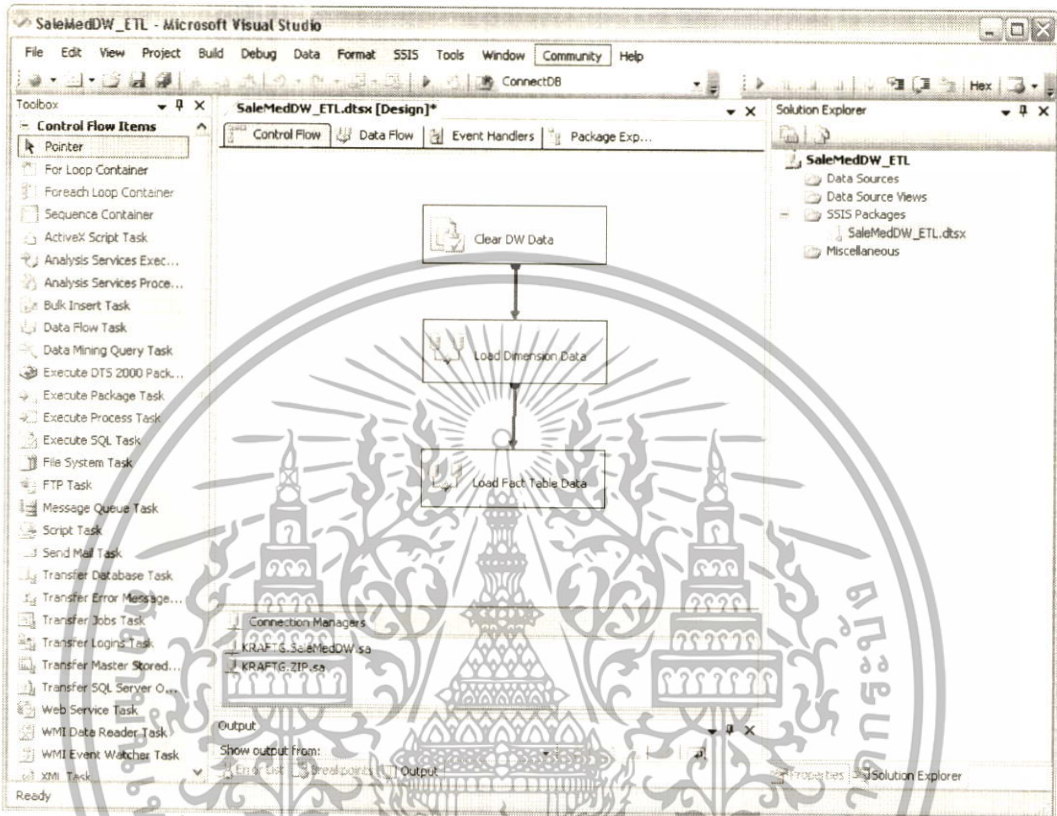 SaleMedDW_ETL - Microsoft Visual Studio
File Edit View Project Build Debug Data Format SSIS Tools Window Community Help
ConnectDB
Hex
Toolbox
Control Flow Items
Pointer
For Loop Container
Foreach Loop Container
Sequence Container
ActiveX Script Task
Analysis Services Exec...
Analysis Services Proce...
Bulk Insert Task
Data Flow Task
Data Mining Query Task
Execute DTS 2000 Pack...
Execute Package Task
Execute Process Task
Execute SQL Task
File System Task
FTP Task
Message Queue Task
Script Task
Send Mail Task
Transfer Database Task
Transfer Error Message...
Transfer Jobs Task
Transfer Logins Task
Transfer Master Stored...
Transfer SQL Server O...
Web Service Task
WMI Data Reader Task
WMI Event Watcher Task
XML Task
Ready
SaleMedDW_ETL.dtsx [Design]*
Control Flow Data Flow Event Handlers Package Exp...
Clear DW Data
Load Dimension Data
Load Fact Table Data
Connection Managers
KRAFTG.SaleMedDW.sa
KRAFTG.ZIP.sa
Output
Show output from:
Error List Breakpoints Output
Solution Explorer
SaleMedDW_ETL
Data Sources
Data Source Views
SSIS Packages
SaleMedDW_ETL.dtsx
Miscellaneous
Properties Solution Explorer